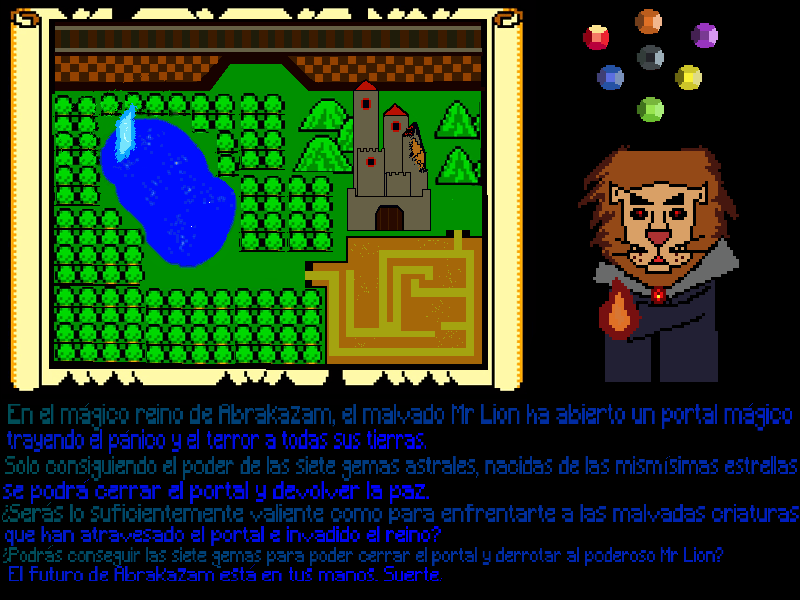 En el mágico reino de Abrakazam, el malvado Mr Lion ha abierto un portal mágico
trayendo el pánico y el terror a todas sus tierras.
Solo consiguiendo el poder de las siete gemas astrales, nacidas de las mismísimas estrellas
se podra cerrar el portal y devolver la paz.
¿Serás lo suficientemente valiente como para enfrentarte a las malvadas criaturas
que han atravesado el portal e invadido el reino?
¿Podrás conseguir las siete gemas para poder cerrar el portal y derrotar al poderoso Mr Lion?
El futuro de Abrakazam esta en tus manos. Suerte.